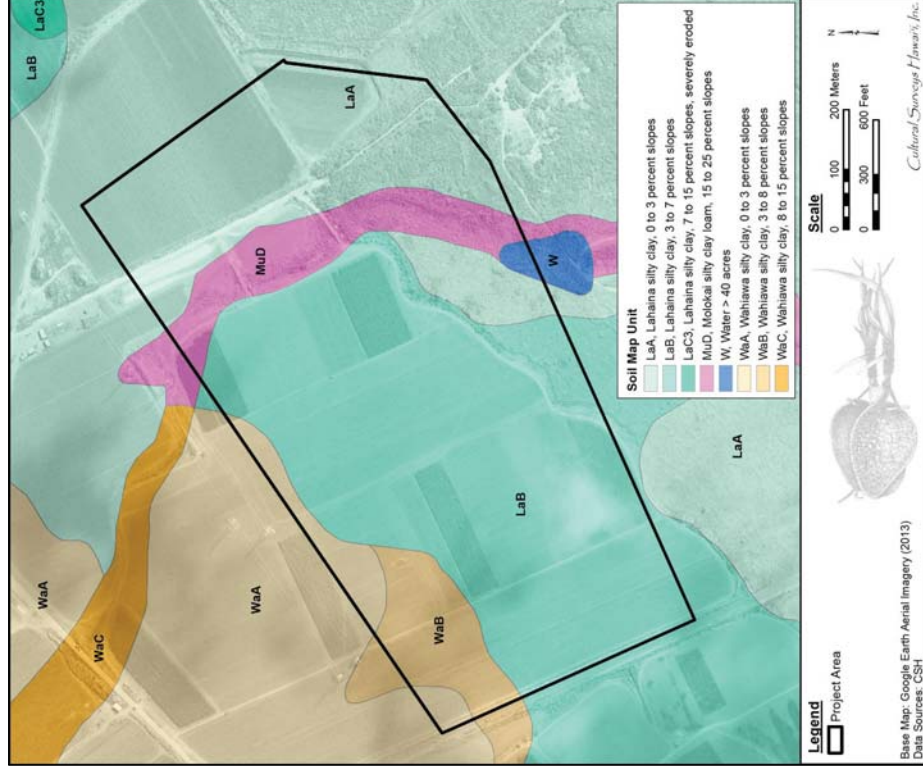 LaC3
LaB
LaA
MuD
W
WaA
WaC
WaA
WaB
LaB
LaA
Soil Map Unit
LaA, Lahaina silty clay, 0 to 3 percent slopes
LaB, Lahaina silty clay, 3 to 7 percent slopes
LaC3, Lahaina silty clay, 7 to 15 percent slopes, severely eroded
MuD, Molokai silty clay loam, 15 to 25 percent slopes
W, Water > 40 acres
WaA, Wahiawa silty clay, 0 to 3 percent slopes
WaB, Wahiawa silty clay, 3 to 8 percent slopes
WaC, Wahiawa silty clay, 8 to 15 percent slopes
Legend
Project Area
Base Map: Google Earth Aerial Imagery (2013)
Data Sources: CSH
Scale
0 100 200 Meters
0 300 600 Feet
N
Cultural Surveys Hawai'i, Inc.